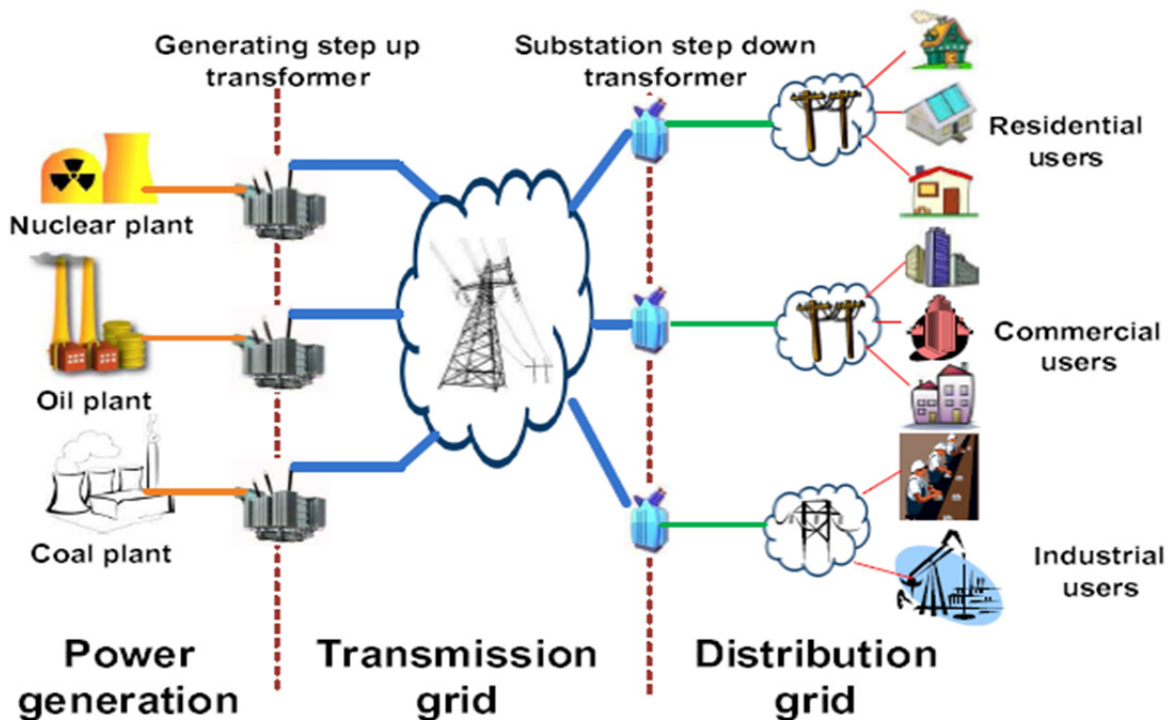 Generating step up
transformer
Substation step down
transformer
Nuclear plant
Oil plant
Coal plant
Residential
users
Commercial
users
Industrial
users
Power
generation
Transmission
grid
Distribution
grid